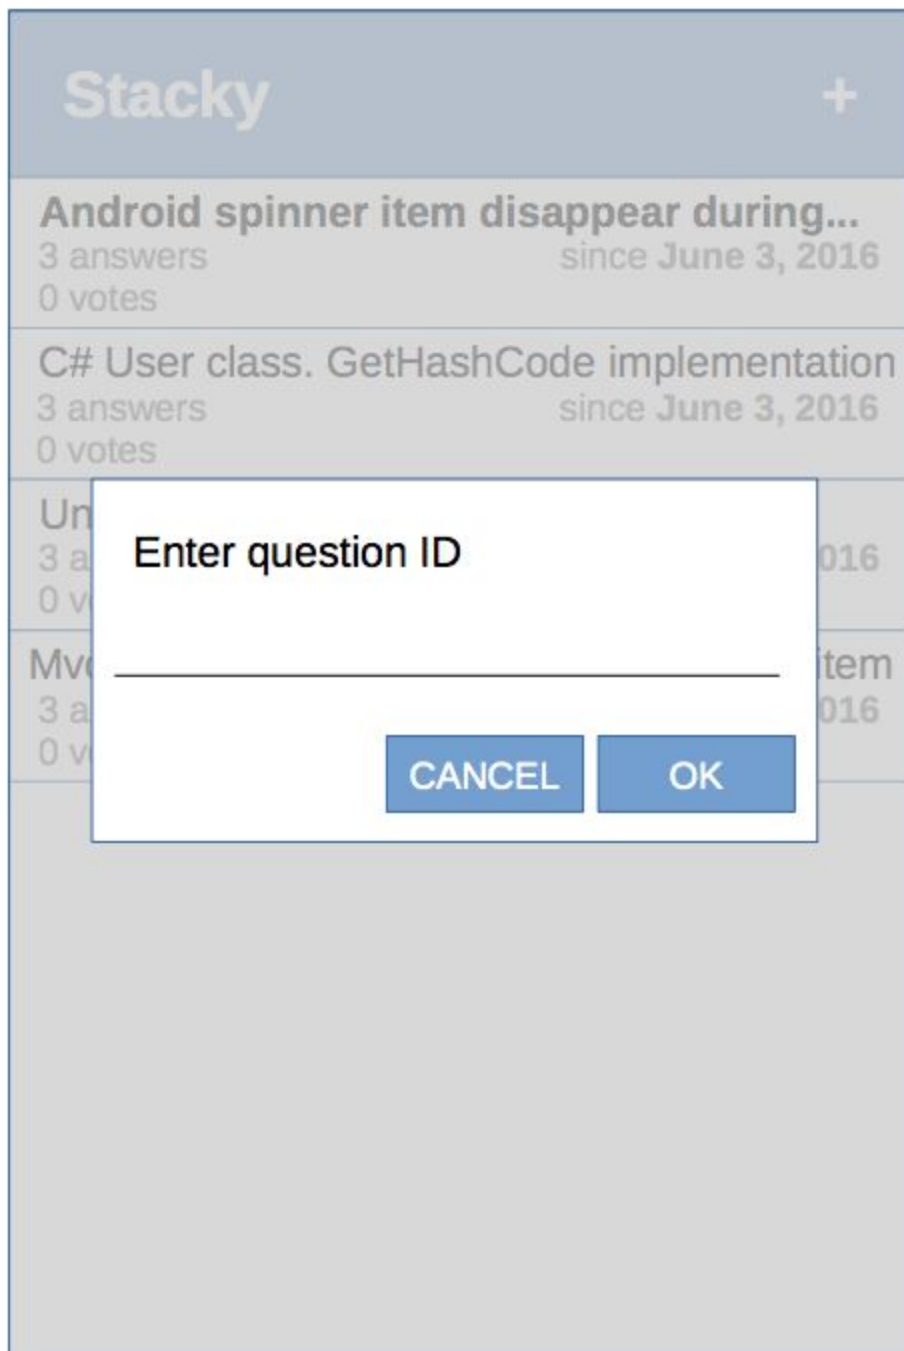 Stacky +
Android spinner item disappear during...
3 answers since June 3, 2016
0 votes
C# User class. GetHashCode implementation
3 answers since June 3, 2016
0 votes
Enter question ID
item
CANCEL OK